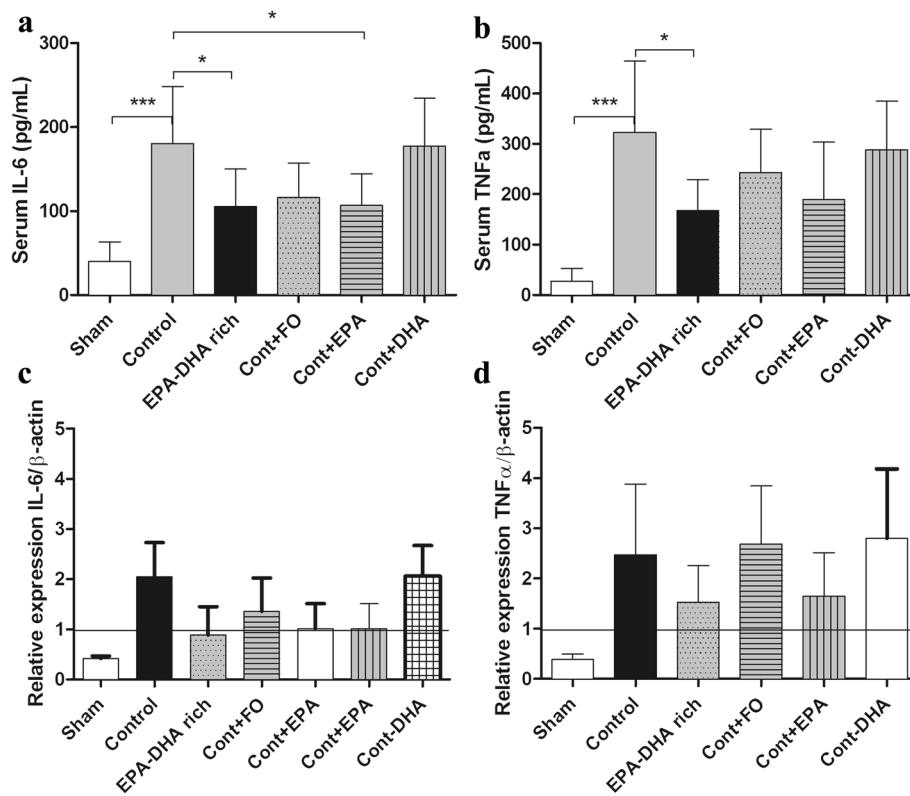 a
Serum IL-6 (pg/mL)
300
200
100
0
***
*
*
Sham
Control
EPA-DHA rich
Cont+FO
Cont+EPA
Cont+DHA
b
Serum TNFa (pg/mL)
500
400
300
200
100
0
***
*
Sham
Control
EPA-DHA rich
Cont+FO
Cont+EPA
Cont-DHA
c
Relative expression IL-6/β-actin
5
4
3
2
1
0
Sham
Control
EPA-DHA rich
Cont+FO
Cont+EPA
Cont+EPA
Cont-DHA
d
Relative expression TNFα/β-actin
5
4
3
2
1
0
Sham
Control
EPA-DHA rich
Cont+FO
Cont+EPA
Cont-DHA